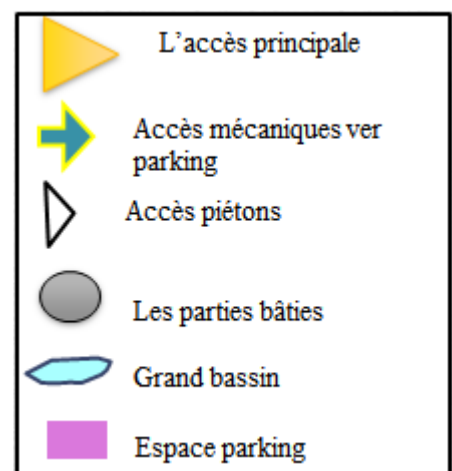 L'accès principale
Accès mécaniques ver
parking
Accès piétons
Les parties bâties
Grand bassin
Espace parking